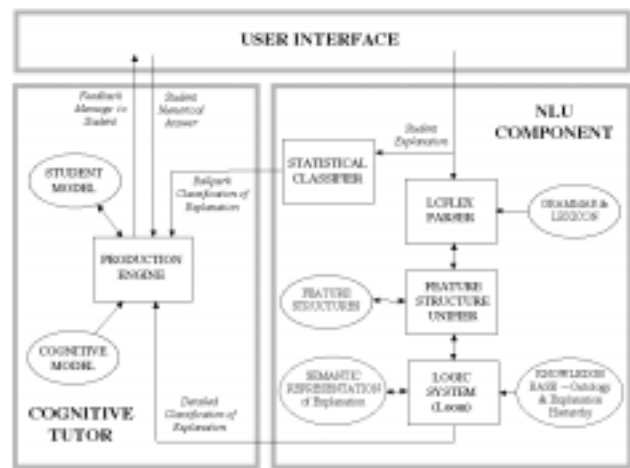 USER INTERFACE
Feedback
Message to
Student
Student
Numerical
Answer
Student
Explanation
NLU
COMPONENT
STATISTICAL
CLASSIFIER
STUDENT
MODEL
Ballpark
Classification of
Explanation
LCFLEX
PARSER
GRAMMAR &
LEXICON
PRODUCTION
ENGINE
FEATURE
STRUCTURES
FEATURE
STRUCTURE
UNIFIER
COGNITIVE
MODEL
SEMANTIC
REPRESENTATION
of Explanation
LOGIC
SYSTEM
(Loom)
KNOWLEDGE
BASE – Ontology
& Explanation
Hierarchy
COGNITIVE
TUTOR
Detailed
Classification of
Explanation